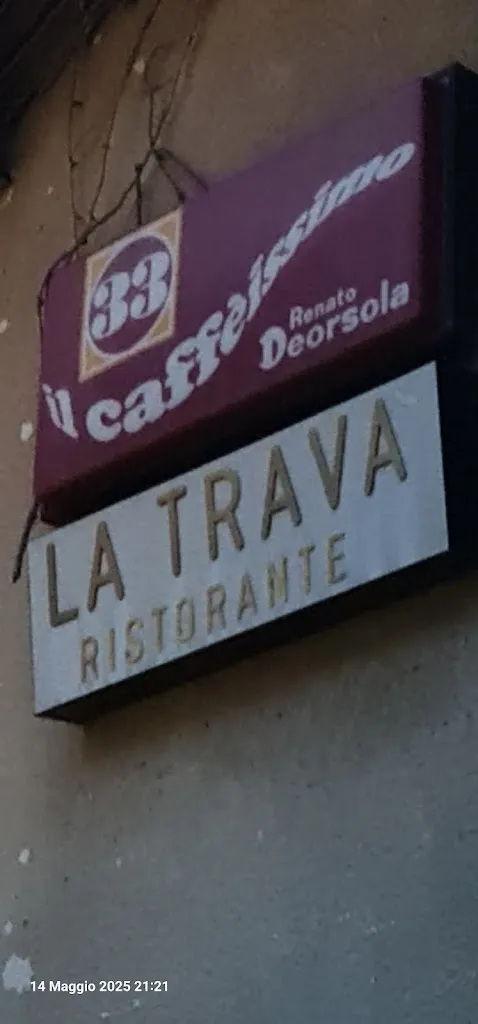 33
il caffeissimo
Renato
Deorsola
LA TRAVA
RISTORANTE
14 Maggio 2025 21:21